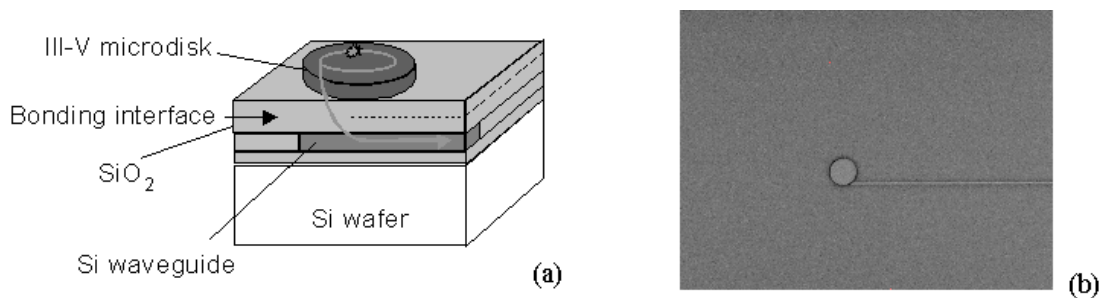 III-V microdisk
Bonding interface
SiO2
Si wafer
Si waveguide
(a)
(b)